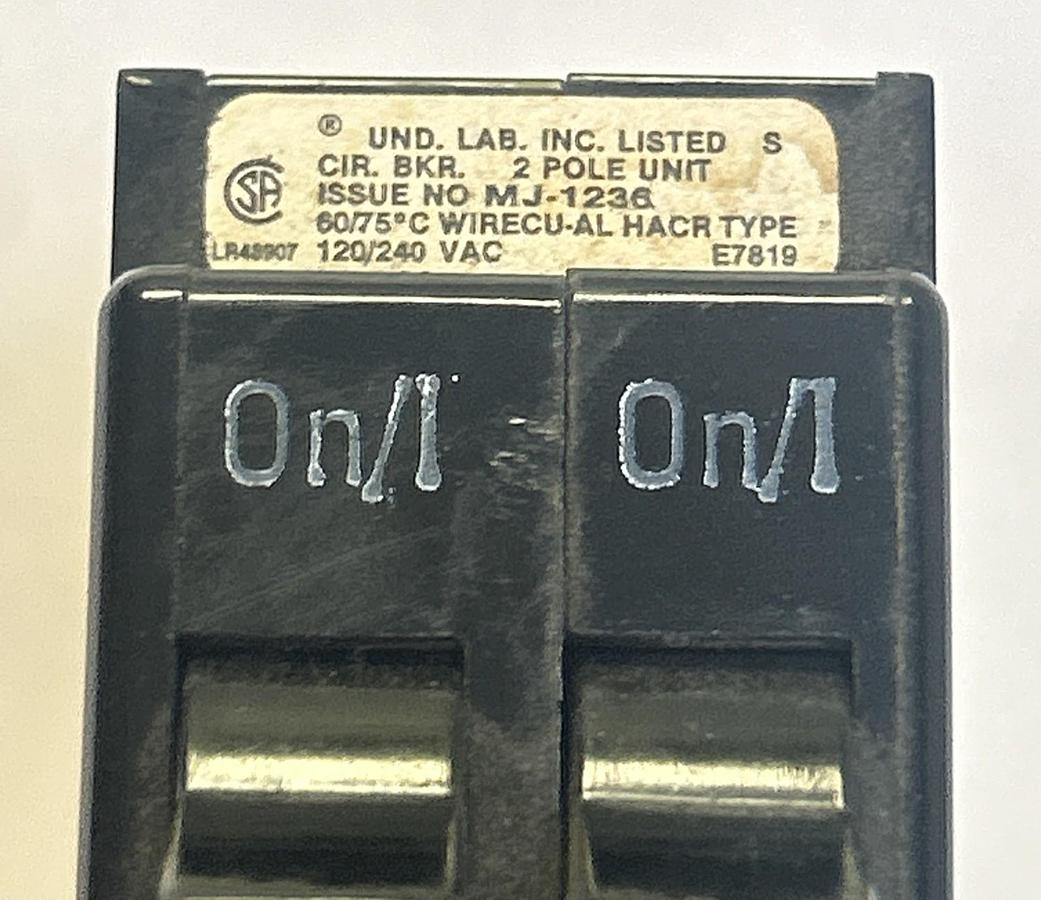 ®
UND. LAB. INC. LISTED S
CIR. BKR. 2 POLE UNIT
ISSUE NO MJ-1236
60/75°C WIRECU-AL HACR TYPE
LR48907 120/240 VAC E7819
SA
On/I On/I